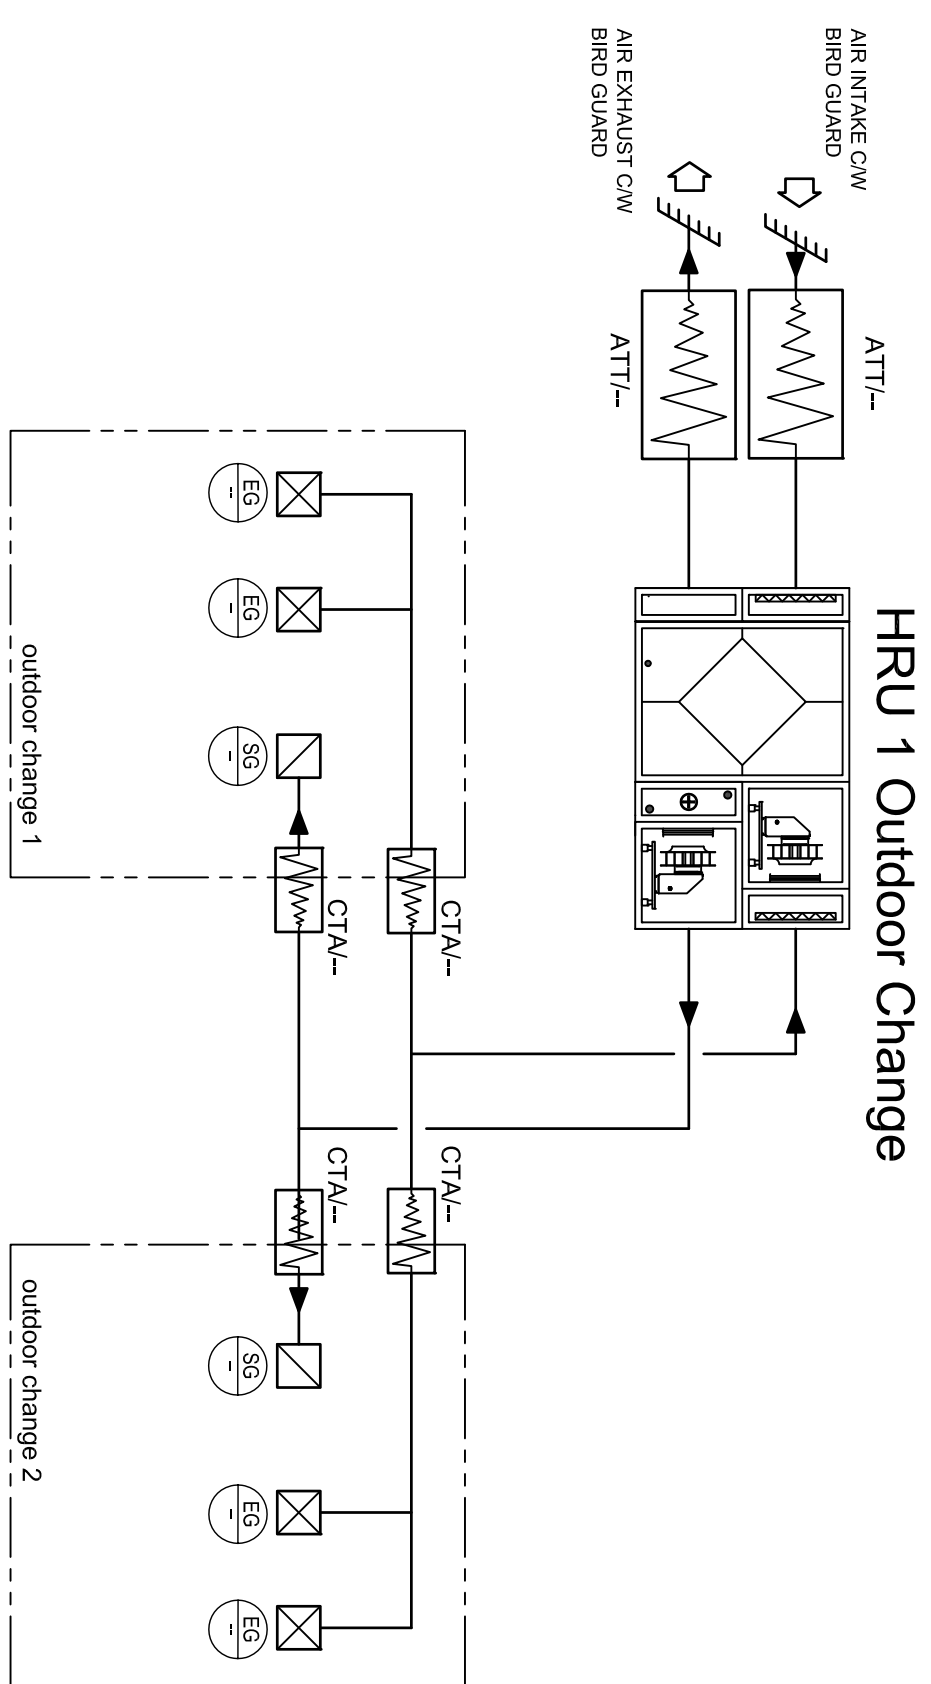 HRU 1 Outdoor Change
AIR INTAKE C/W
BIRD GUARD
ATT/--
AIR EXHAUST C/W
BIRD GUARD
ATT/--
CTA/--
CTA/--
CTA/--
CTA/--
EG
--
EG
-
SG
-
SG
-
EG
-
EG
--
outdoor change 1
outdoor change 2